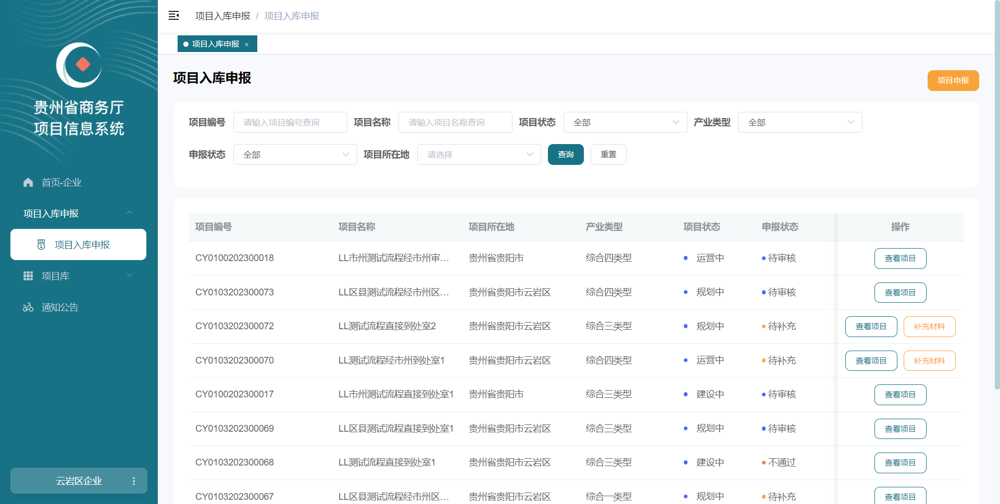 项目入库申报 / 项目入库申报
项目入库申报 ×
贵州省商务厅
项目信息系统
首页-企业
项目入库申报
项目入库申报
项目库
通知公告
云岩区企业
项目入库申报
项目申报
项目编号 请输入项目编号查询 项目名称 请输入项目名称查询 项目状态 全部 产业类型 全部
申报状态 全部 项目所在地 请选择 查询 重置
项目编号 项目名称 项目所在地 产业类型 项目状态 申报状态 操作
CY0100202300018 LL市州测试流程经市州审… 贵州省贵阳市 综合四类型 运营中 待审核 查看项目
CY0103202300073 LL区县测试流程经市州区… 贵州省贵阳市云岩区 综合四类型 规划中 待审核 查看项目
CY0103202300072 LL测试流程直接到处室2 贵州省贵阳市云岩区 综合三类型 规划中 待补充 查看项目 补充材料
CY0103202300070 LL测试流程经市州到处室1 贵州省贵阳市云岩区 综合四类型 运营中 待补充 查看项目 补充材料
CY0100202300017 LL市州测试流程直接到处室1 贵州省贵阳市 综合三类型 建设中 待审核 查看项目
CY0103202300069 LL区县测试流程直接到处室1 贵州省贵阳市云岩区 综合三类型 规划中 待审核 查看项目
CY0103202300068 LL测试流程直接到处室1 贵州省贵阳市云岩区 综合三类型 建设中 不通过 查看项目
CY0103202300067 LL区县测试流程经市州区… 贵州省贵阳市云岩区 综合一类型 规划中 待补充 查看项目